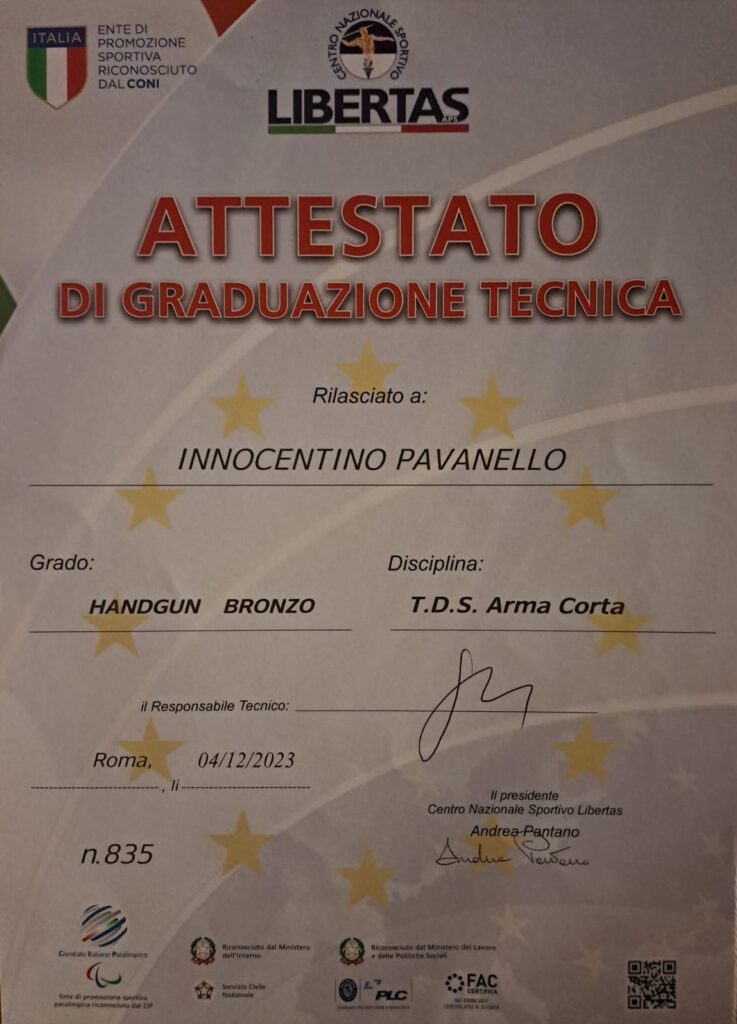 ITALIA
ENTE DI
PROMOZIONE
SPORTIVA
RICONOSCIUTO
DAL CONI
CENTRO NAZIONALE SPORTIVO
LIBERTAS
APS
ATTESTATO
DI GRADUAZIONE TECNICA
Rilasciato a:
INNOCENTINO PAVANELLO
Grado:
Disciplina:
HANDGUN BRONZO
T.D.S. Arma Corta
il Responsabile Tecnico:
Roma, 04/12/2023
, li
Il presidente
Centro Nazionale Sportivo Libertas
Andrea Pantano
n.835
Comitato Italiano Paralimpico
Ente di promozione sportiva
paralimpica riconosciuto dal CIP
Riconosciuto dal Ministero
dell'Interno
Servizio Civile
Nazionale
Riconosciuto dal Ministero del Lavoro
e delle Politiche Sociali
PLC
FAC
CERTIFICA